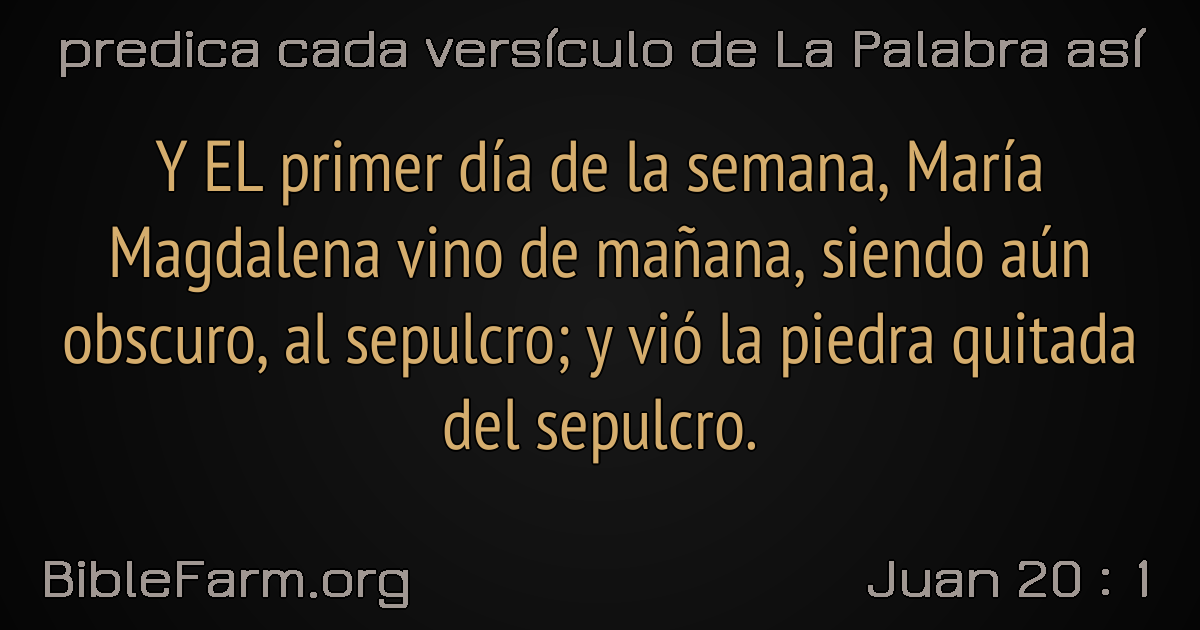 predica cada versículo de La Palabra así
Y EL primer día de la semana, María
Magdalena vino de mañana, siendo aún
obscuro, al sepulcro; y vió la piedra quitada
del sepulcro.
BibleFarm.org
Juan 20 : 1